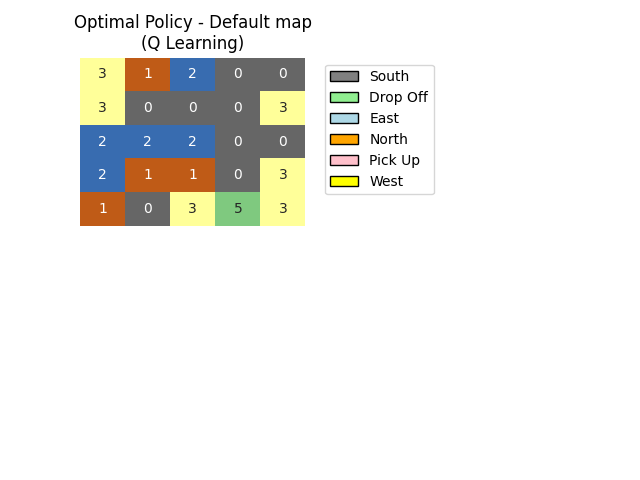 Optimal Policy - Default map
(Q Learning)
3 1 2 0 0
3 0 0 0 3
2 2 2 0 0
2 1 1 0 3
1 0 3 5 3
South
Drop Off
East
North
Pick Up
West